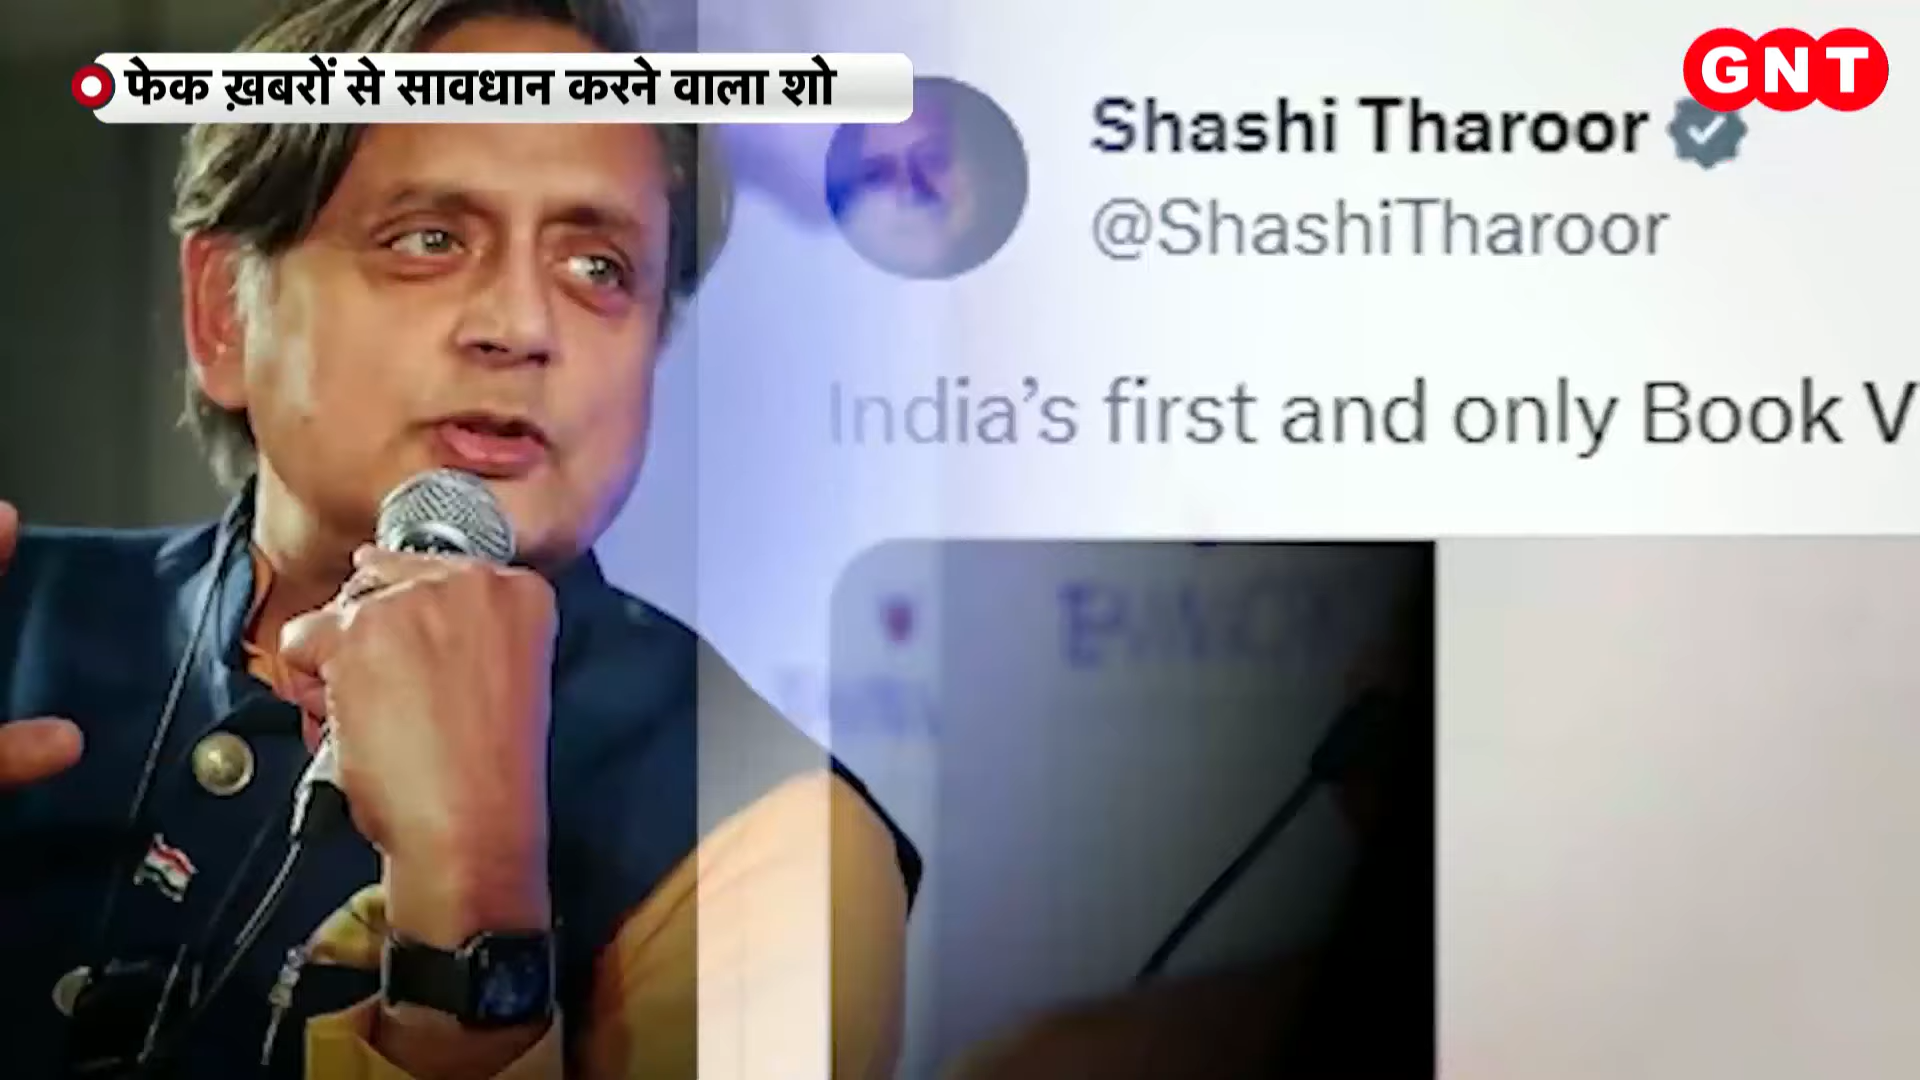 फेक ख़बरों से सावधान करने वाला शो
GNT
Shashi Tharoor
@ShashiTharoor
India’s first and only Book V